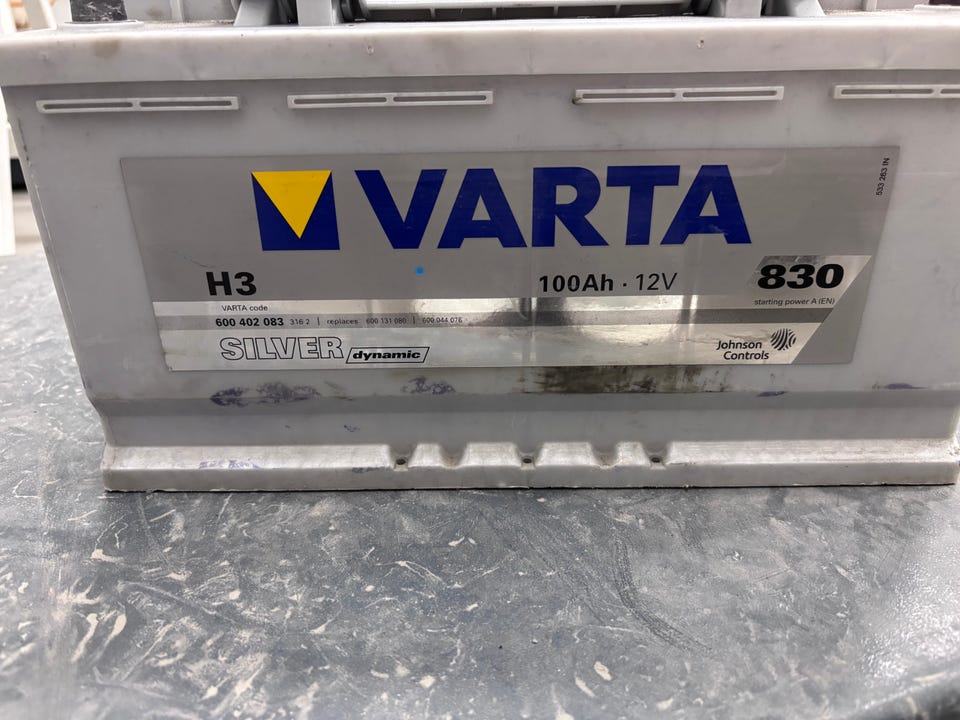 VARTA
533 283 IN
H3
100Ah · 12V
830
VARTA code
starting power A (EN)
600 402 083 316 2 | replaces 600 131 080 | 600 044 076
SILVER dynamic
Johnson
Controls